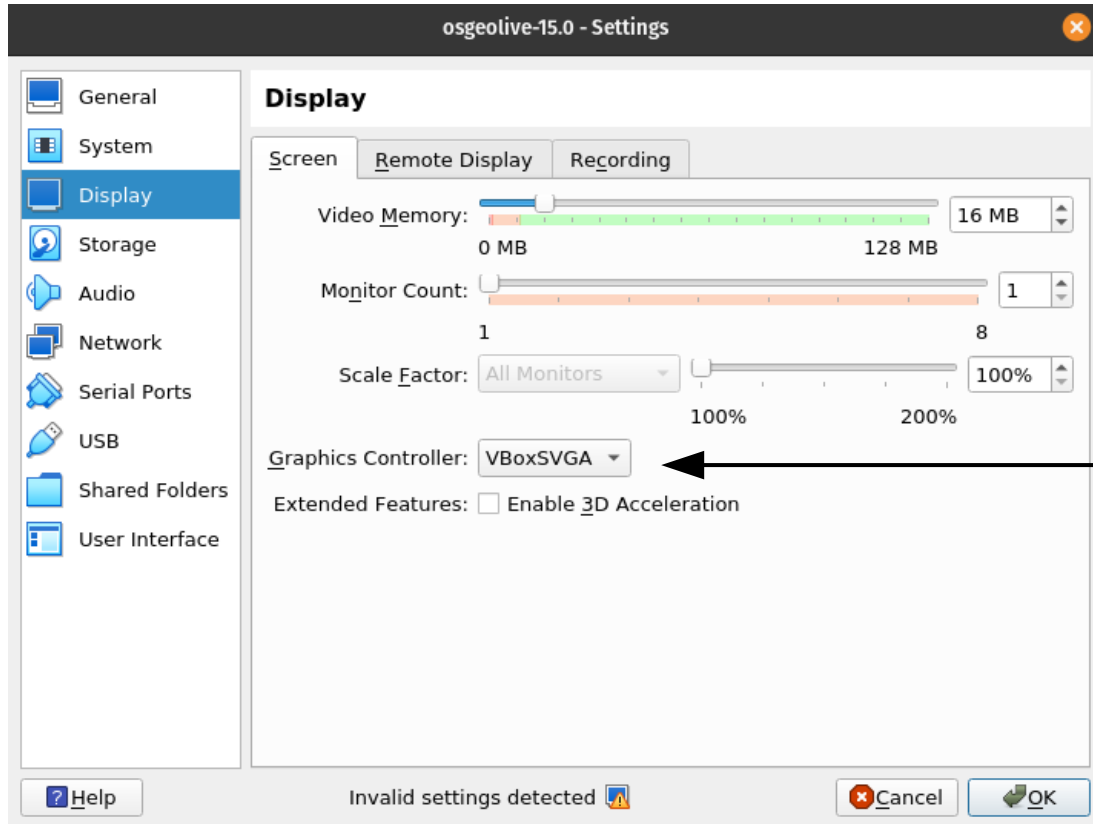 osgeolive-15.0 - Settings
General
System
Display
Storage
Audio
Network
Serial Ports
USB
Shared Folders
User Interface
Display
Screen
Remote Display
Recording
Video Memory:
16 MB
0 MB
128 MB
Monitor Count:
1
1
8
Scale Factor:
All Monitors
100%
100%
200%
Graphics Controller:
VBoxSVGA
Extended Features:
Enable 3D Acceleration
?
Help
Invalid settings detected
Cancel
OK